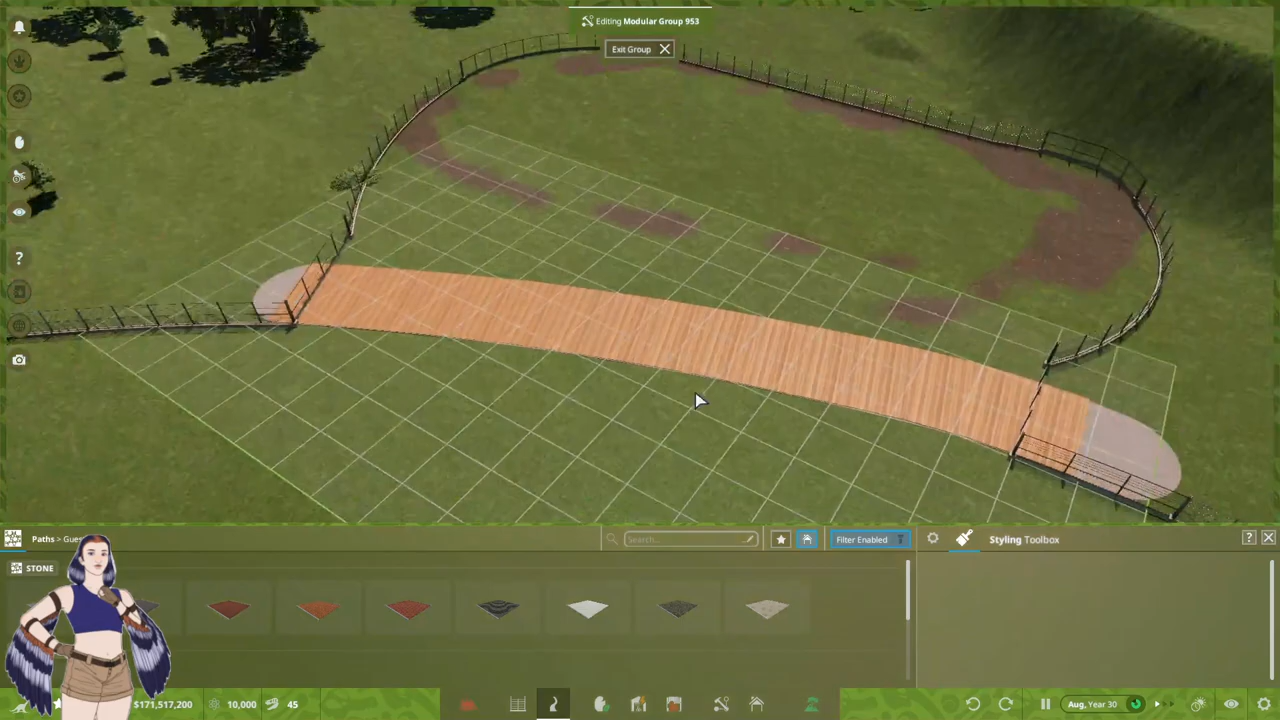 Editing Modular Group 953
Exit Group
?
Paths > Gues
Search...
Filter Enabled
Styling Toolbox
?
STONE
$171,517,200
10,000
45
Aug, Year 30